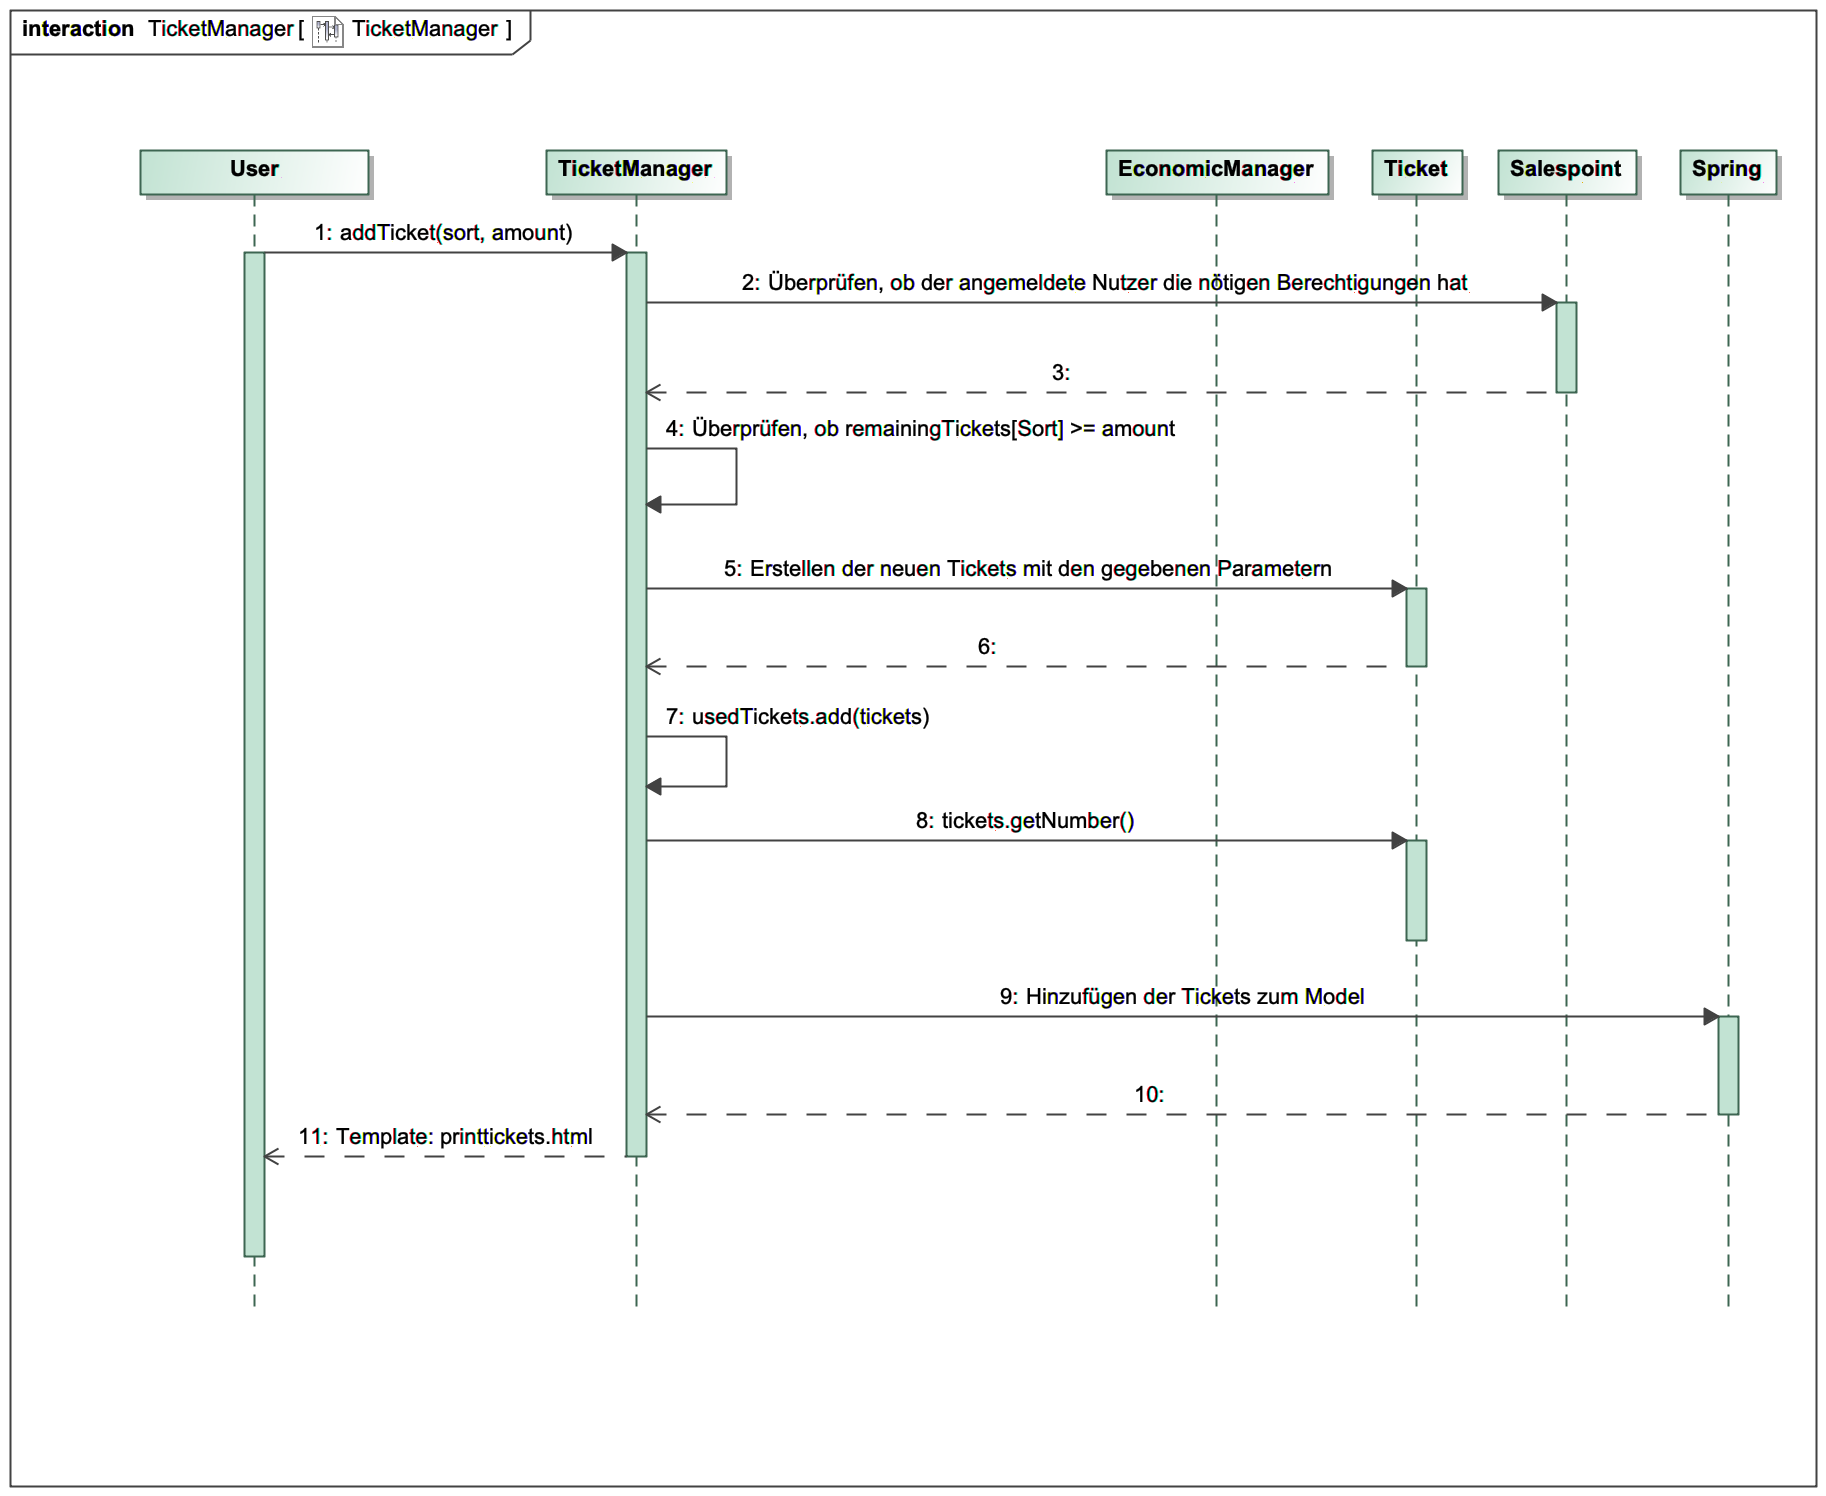 interaction TicketManager [ TicketManager ]
User TicketManager EconomicManager Ticket Salespoint Spring
1: addTicket(sort, amount)
2: Überprüfen, ob der angemeldete Nutzer die nötigen Berechtigungen hat
3:
4: Überprüfen, ob remainingTickets[Sort] >= amount
5: Erstellen der neuen Tickets mit den gegebenen Parametern
6:
7: usedTickets.add(tickets)
8: tickets.getNumber()
9: Hinzufügen der Tickets zum Model
10:
11: Template: printtickets.html